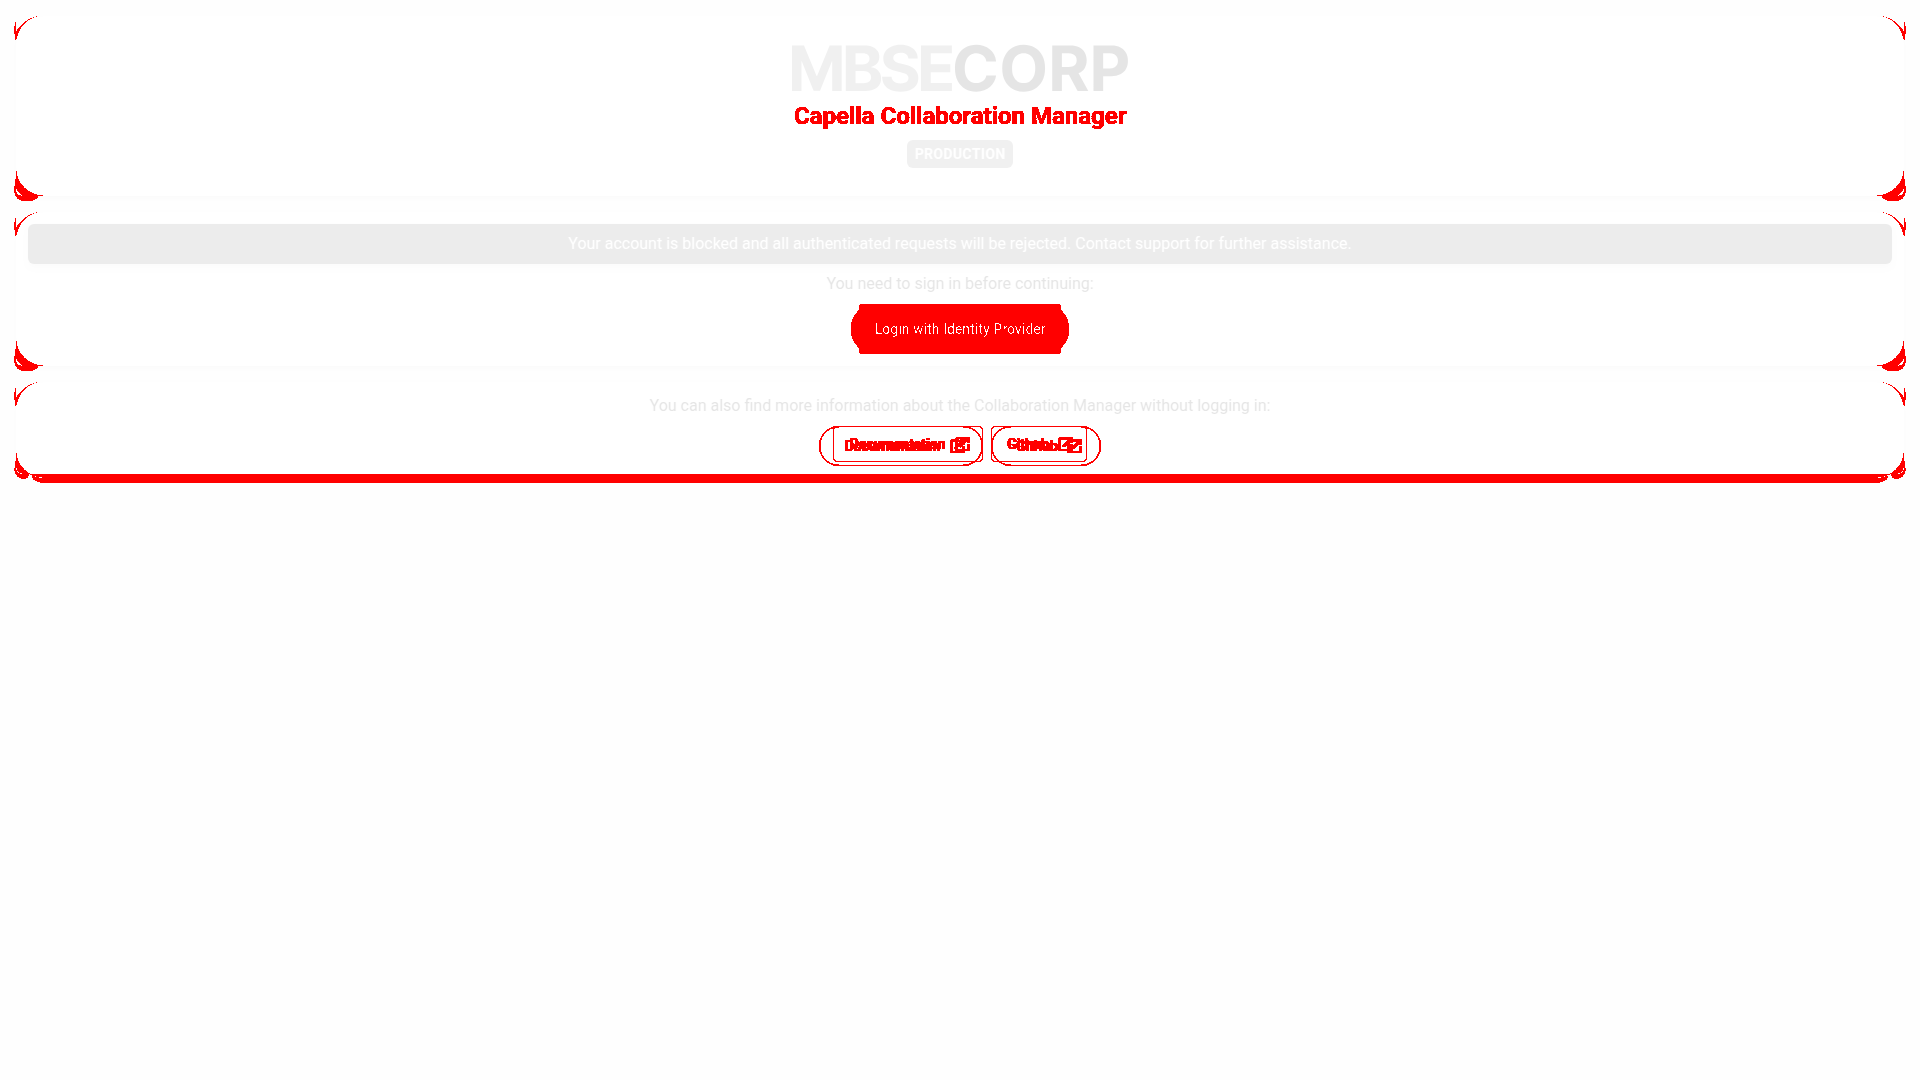 MBSECORP
Capella Collaboration Manager
PRODUCTION
Your account is blocked and all authenticated requests will be rejected. Contact support for further assistance.
You need to sign in before continuing:
Login with Identity Provider
You can also find more information about the Collaboration Manager without logging in:
Documentation